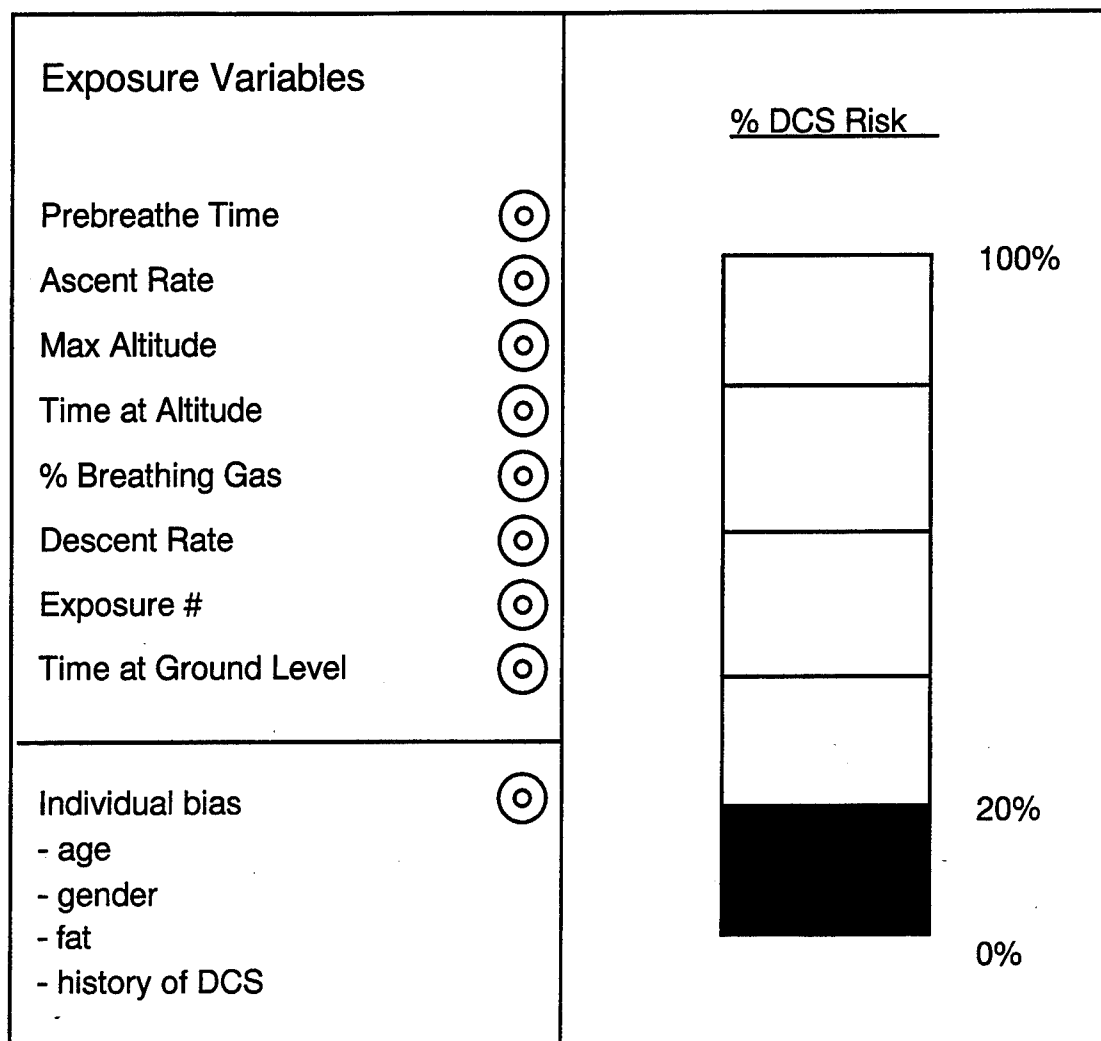 Exposure Variables
Prebreathe Time
Ascent Rate
Max Altitude
Time at Altitude
% Breathing Gas
Descent Rate
Exposure #
Time at Ground Level
Individual bias
- age
- gender
- fat
- history of DCS
% DCS Risk
100%
20%
0%